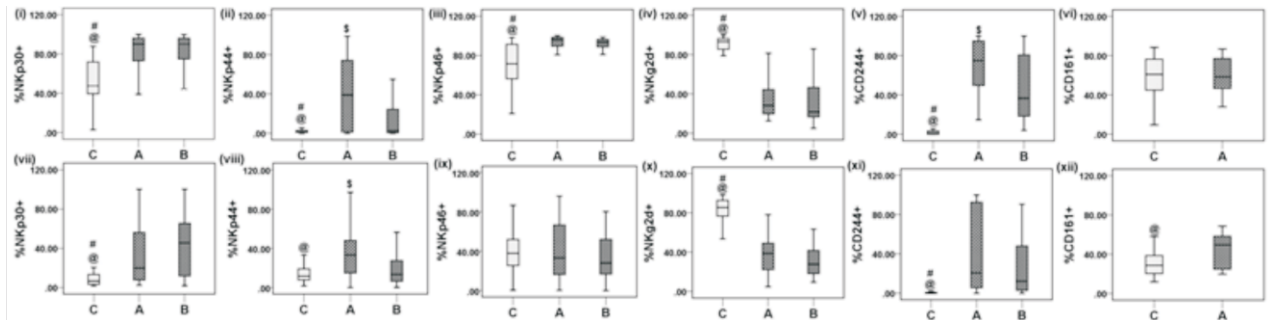 (i) # @ 120.00 80.00 40.00 .00 %NKp30+ C A B
(ii) $ # @ 120.00 80.00 40.00 .00 %NKp44+ C A B
(iii) # @ 120.00 80.00 40.00 .00 %NKp46+ C A B
(iv) # @ 120.00 80.00 40.00 .00 %NKg2d+ C A B
(v) $ # @ 120.00 80.00 40.00 .00 %CD244+ C A B
(vi) 120.00 80.00 40.00 .00 %CD161+ C A
(vii) # @ 120.00 80.00 40.00 .00 %NKp30+ C A B
(viii) $ @ 120.00 80.00 40.00 .00 %NKp44+ C A B
(ix) 120.00 80.00 40.00 .00 %NKp46+ C A B
(x) # @ 120.00 80.00 40.00 .00 %NKg2d+ C A B
(xi) # @ 120.00 80.00 40.00 .00 %CD244+ C A B
(xii) @ 120.00 80.00 40.00 .00 %CD161+ C A